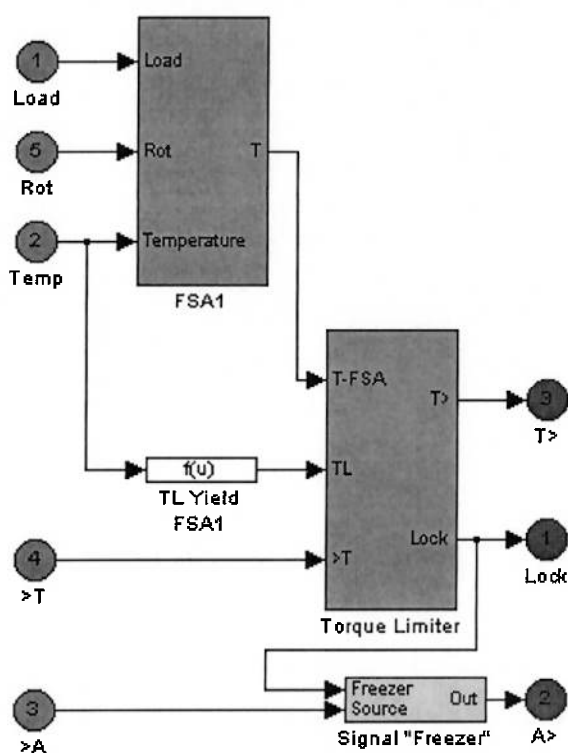 1
Load
Load
5
Rot
Rot
T
2
Temp
Temperature
FSA1
T-FSA
T>
3
T>
f(u)
TL
TL Yield
FSA1
4
>T
>T
Lock
1
Lock
Torque Limiter
Freezer
Source
Out
3
>A
2
A>
Signal "Freezer"